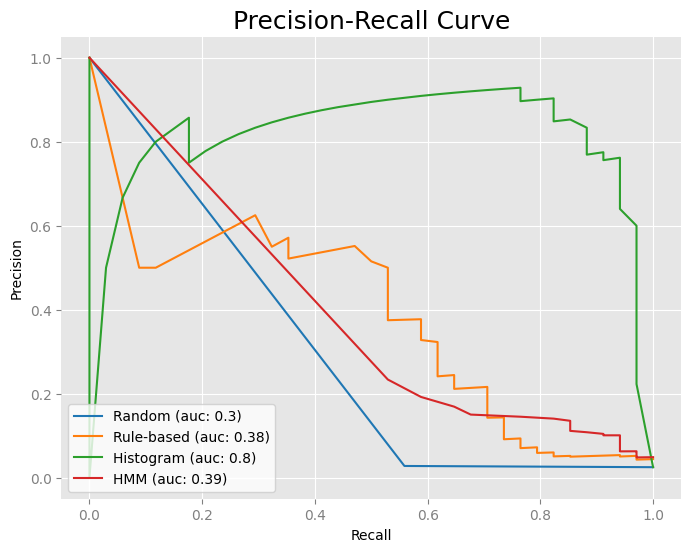 Precision-Recall Curve
Precision
1.0
0.8
0.6
0.4
0.2
0.0
Random (auc: 0.3)
Rule-based (auc: 0.38)
Histogram (auc: 0.8)
HMM (auc: 0.39)
0.0 0.2 0.4 0.6 0.8 1.0
Recall